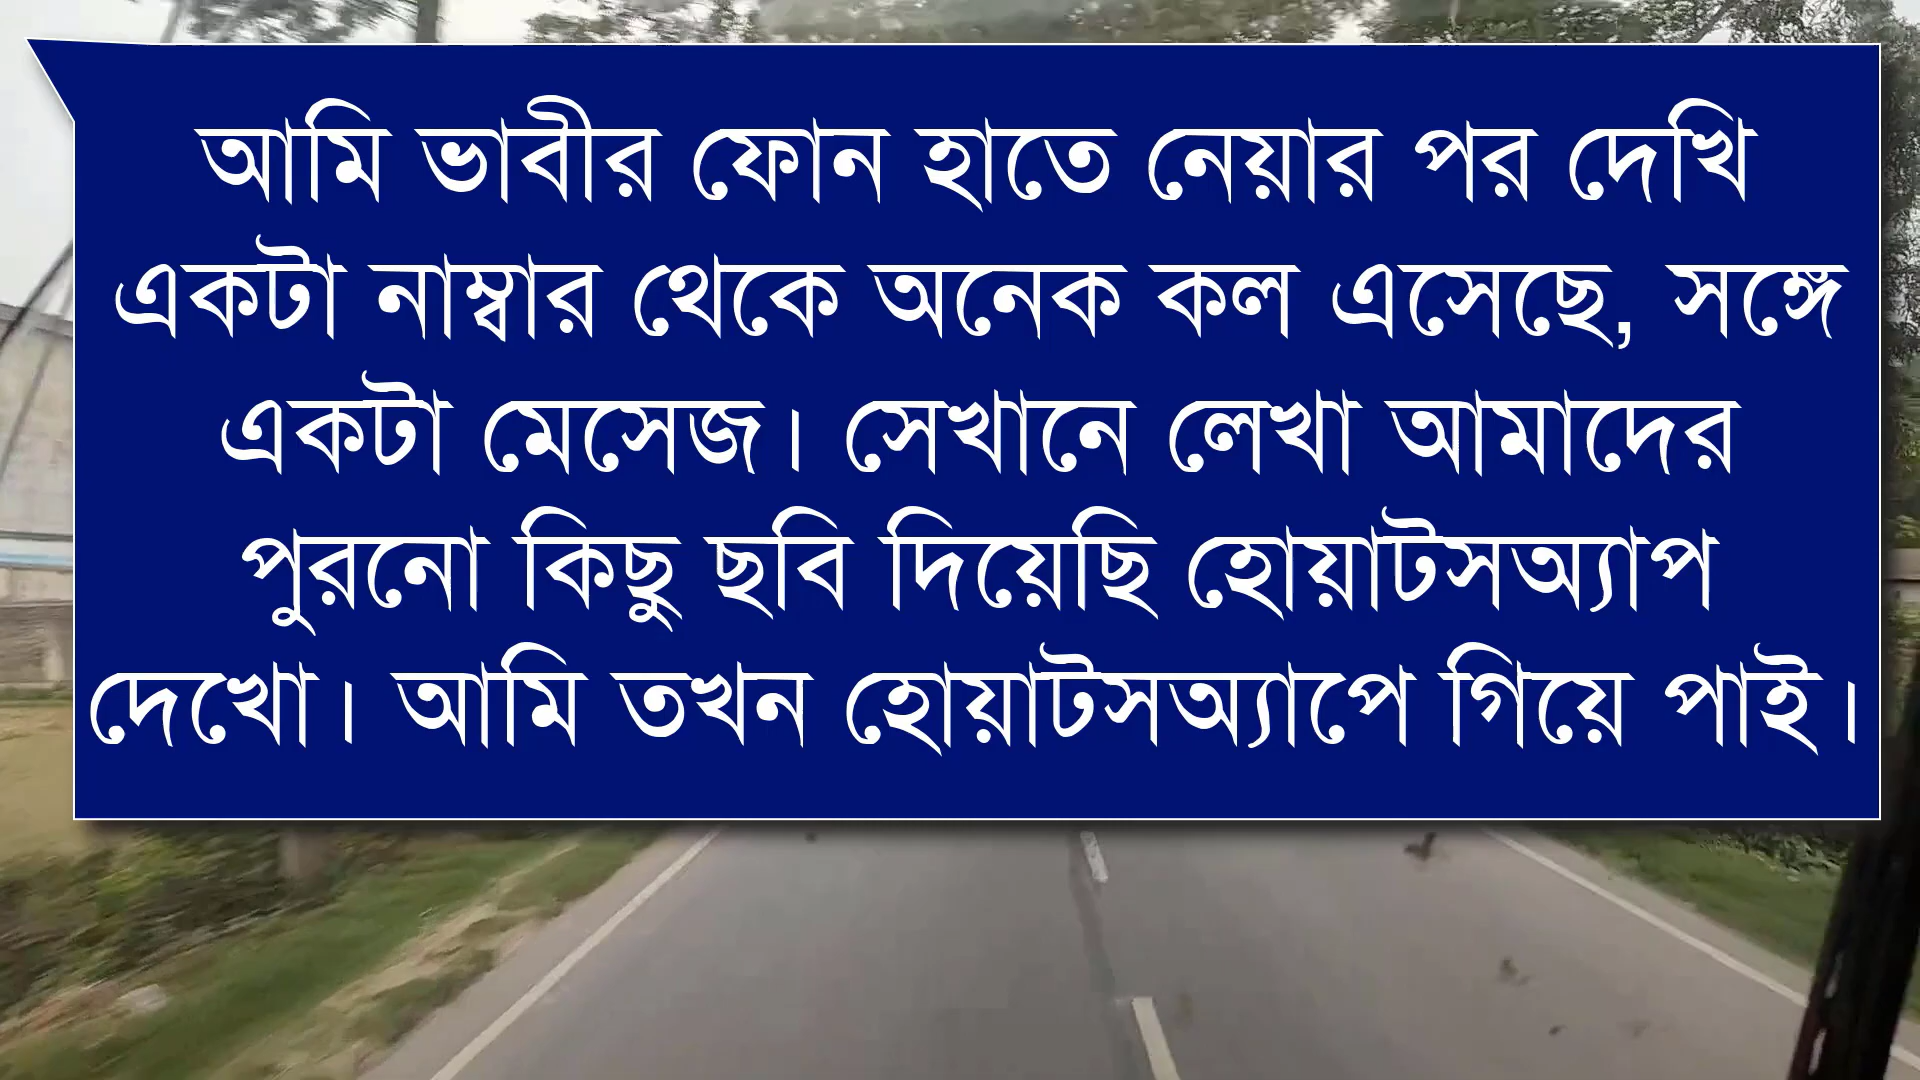 আমি ভাবীর ফোন হাতে নেয়ার পর দেখি
একটা নাম্বার থেকে অনেক কল এসেছে, সঙ্গে
একটা মেসেজ। সেখানে লেখা আমাদের
পুরনো কিছু ছবি দিয়েছি হোয়াটসঅ্যাপ
দেখো। আমি তখন হোয়াটসঅ্যাপে গিয়ে পাই।